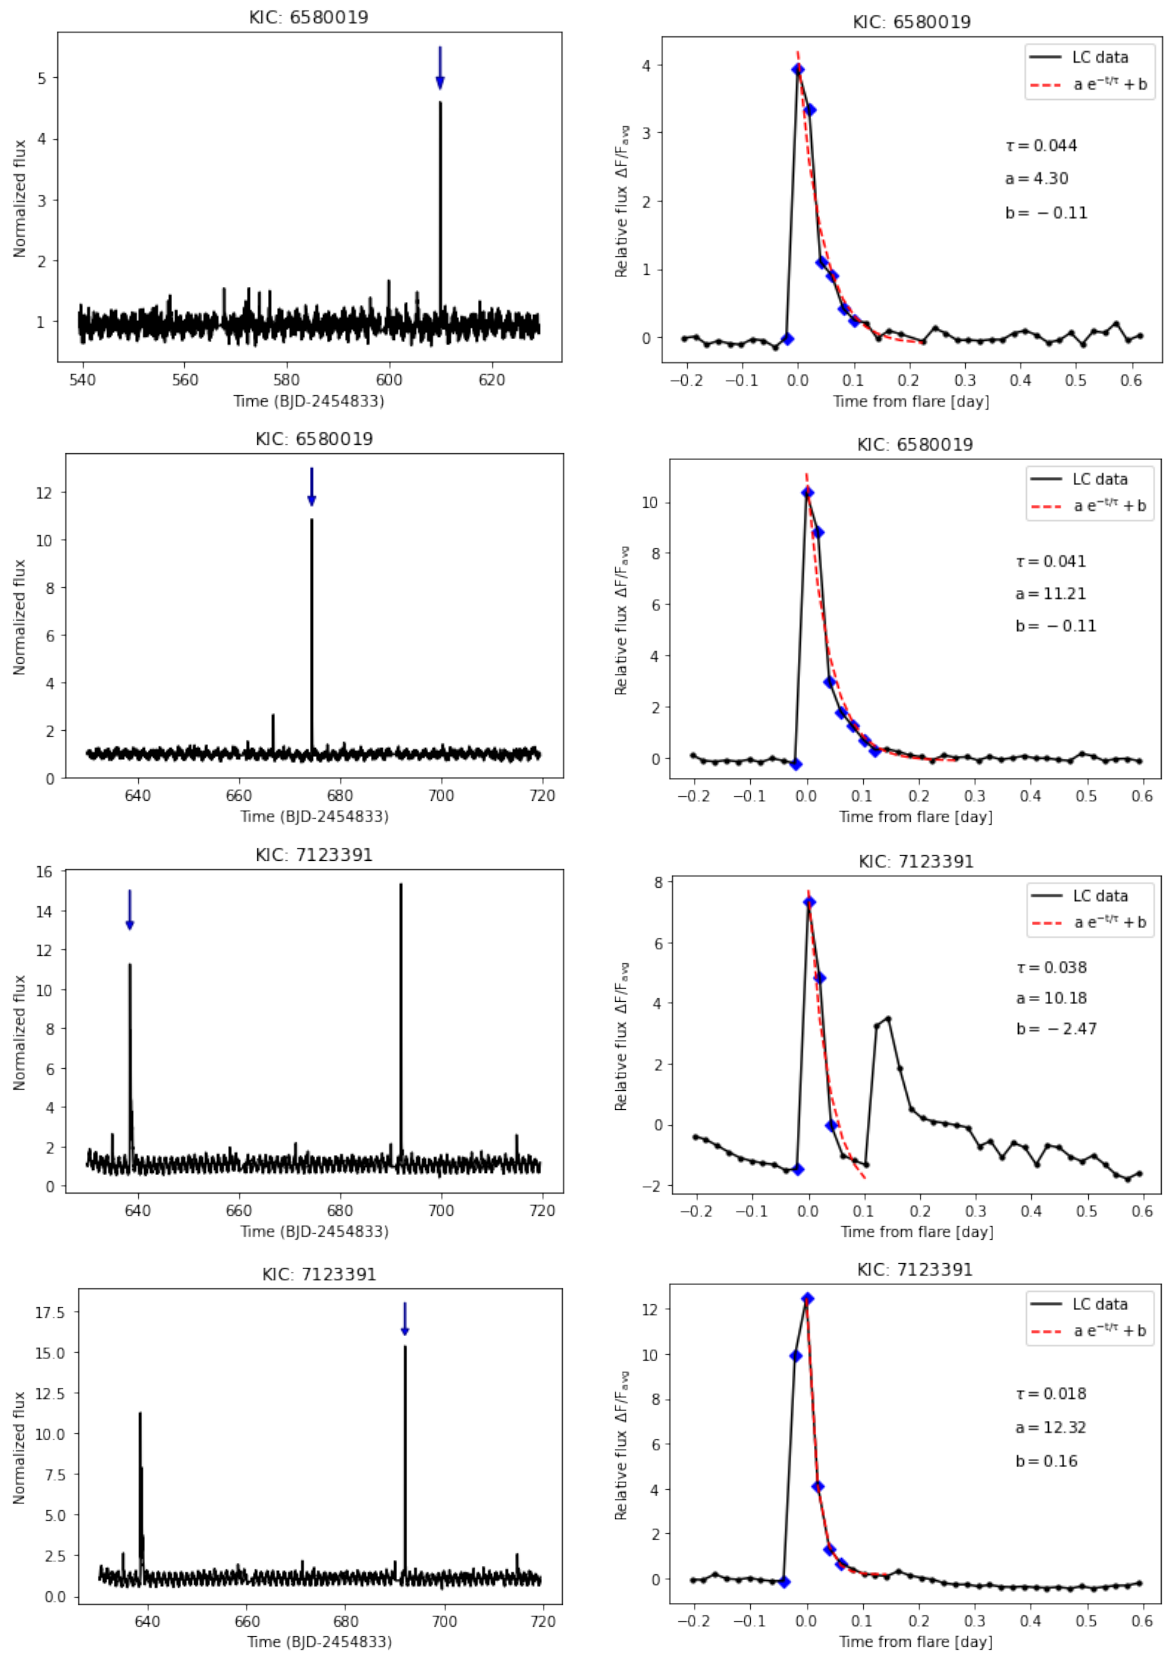 KIC: 6580019
Normalized flux
5
4
3
2
1
540 560 580 600 620
Time (BJD-2454833)
KIC: 6580019
LC data
a e^{-t/τ} + b
τ = 0.044
a = 4.30
b = −0.11
Relative flux ΔF/F_{avg}
4
3
2
1
0
−0.2 −0.1 0.0 0.1 0.2 0.3 0.4 0.5 0.6
Time from flare [day]
KIC: 6580019
Normalized flux
12
10
8
6
4
2
0
640 660 680 700 720
Time (BJD-2454833)
KIC: 6580019
LC data
a e^{-t/τ} + b
τ = 0.041
a = 11.21
b = −0.11
Relative flux ΔF/F_{avg}
10
8
6
4
2
0
−0.2 −0.1 0.0 0.1 0.2 0.3 0.4 0.5 0.6
Time from flare [day]
KIC: 7123391
Normalized flux
16
14
12
10
8
6
4
2
0
640 660 680 700 720
Time (BJD-2454833)
KIC: 7123391
LC data
a e^{-t/τ} + b
τ = 0.038
a = 10.18
b = −2.47
Relative flux ΔF/F_{avg}
8
6
4
2
0
−2
−0.2 −0.1 0.0 0.1 0.2 0.3 0.4 0.5 0.6
Time from flare [day]
KIC: 7123391
Normalized flux
17.5
15.0
12.5
10.0
7.5
5.0
2.5
0.0
640 660 680 700 720
Time (BJD-2454833)
KIC: 7123391
LC data
a e^{-t/τ} + b
τ = 0.018
a = 12.32
b = 0.16
Relative flux ΔF/F_{avg}
12
10
8
6
4
2
0
−0.2 −0.1 0.0 0.1 0.2 0.3 0.4 0.5 0.6
Time from flare [day]